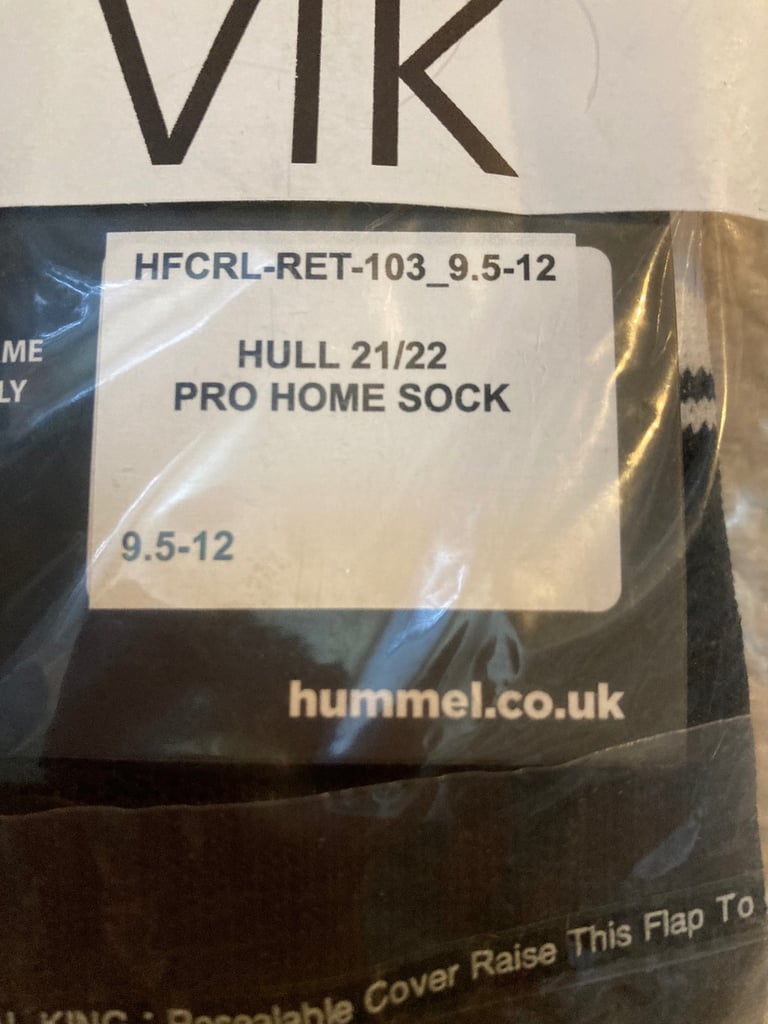 VIK
HFCRL-RET-103_9.5-12
HULL 21/22
PRO HOME SOCK
ME
LY
9.5-12
hummel.co.uk
KING : Resealable Cover Raise This Flap To